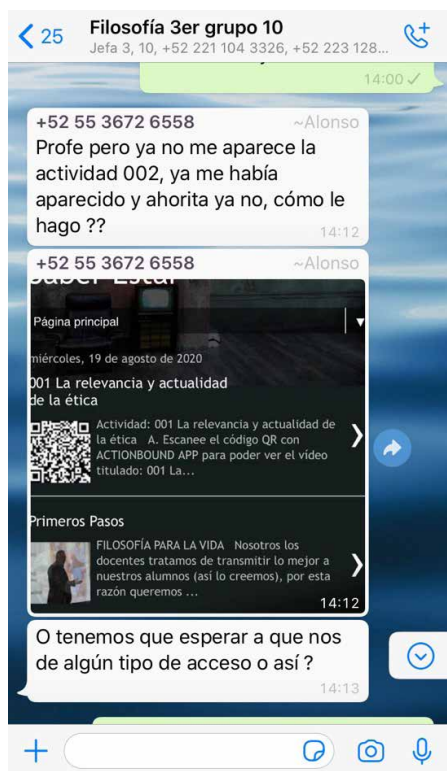 25
Filosofía 3er grupo 10
Jefa 3, 10, +52 221 104 3326, +52 223 128...
14:00
+52 55 3672 6558 ~Alonso
Profe pero ya no me aparece la
actividad 002, ya me había
aparecido y ahorita ya no, cómo le
hago ??
14:12
+52 55 3672 6558 ~Alonso
Saber Estar
Página principal
miércoles, 19 de agosto de 2020
001 La relevancia y actualidad
de la ética
Actividad: 001 La relevancia y actualidad de
la ética A. Escanee el código QR con
ACTIONBOUND APP para poder ver el vídeo
titulado: 001 La...
Primeros Pasos
FILOSOFÍA PARA LA VIDA Nosotros los
docentes tratamos de transmitir lo mejor a
nuestros alumnos (así lo creemos), por esta
razón queremos ...
14:12
O tenemos que esperar a que nos
de algún tipo de acceso o así ?
14:13